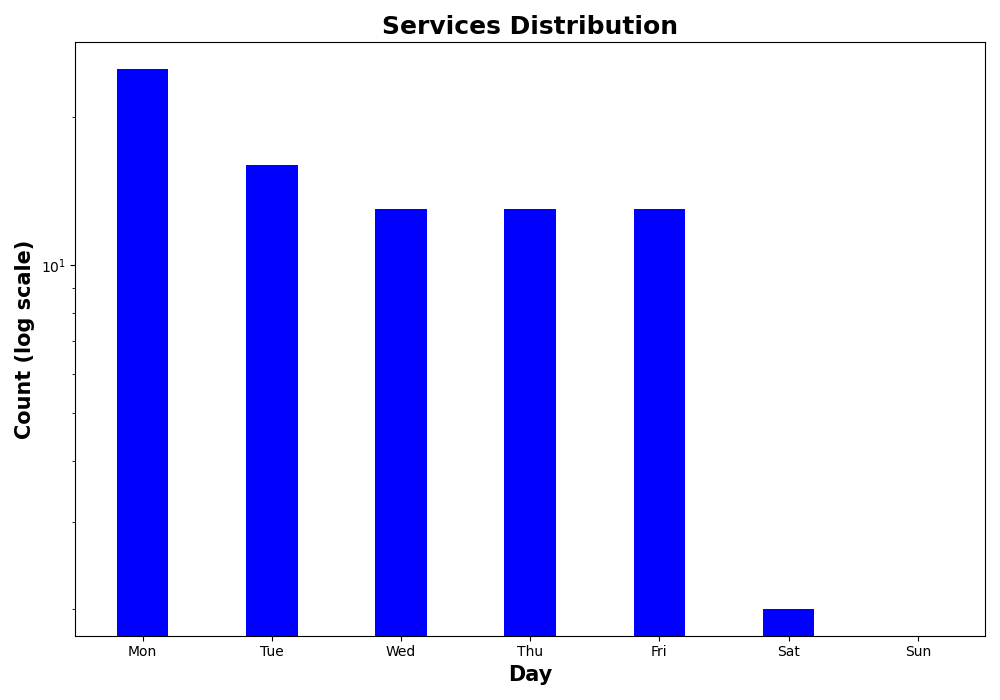 Services Distribution
Count (log scale)
10¹
Mon Tue Wed Thu Fri Sat Sun
Day